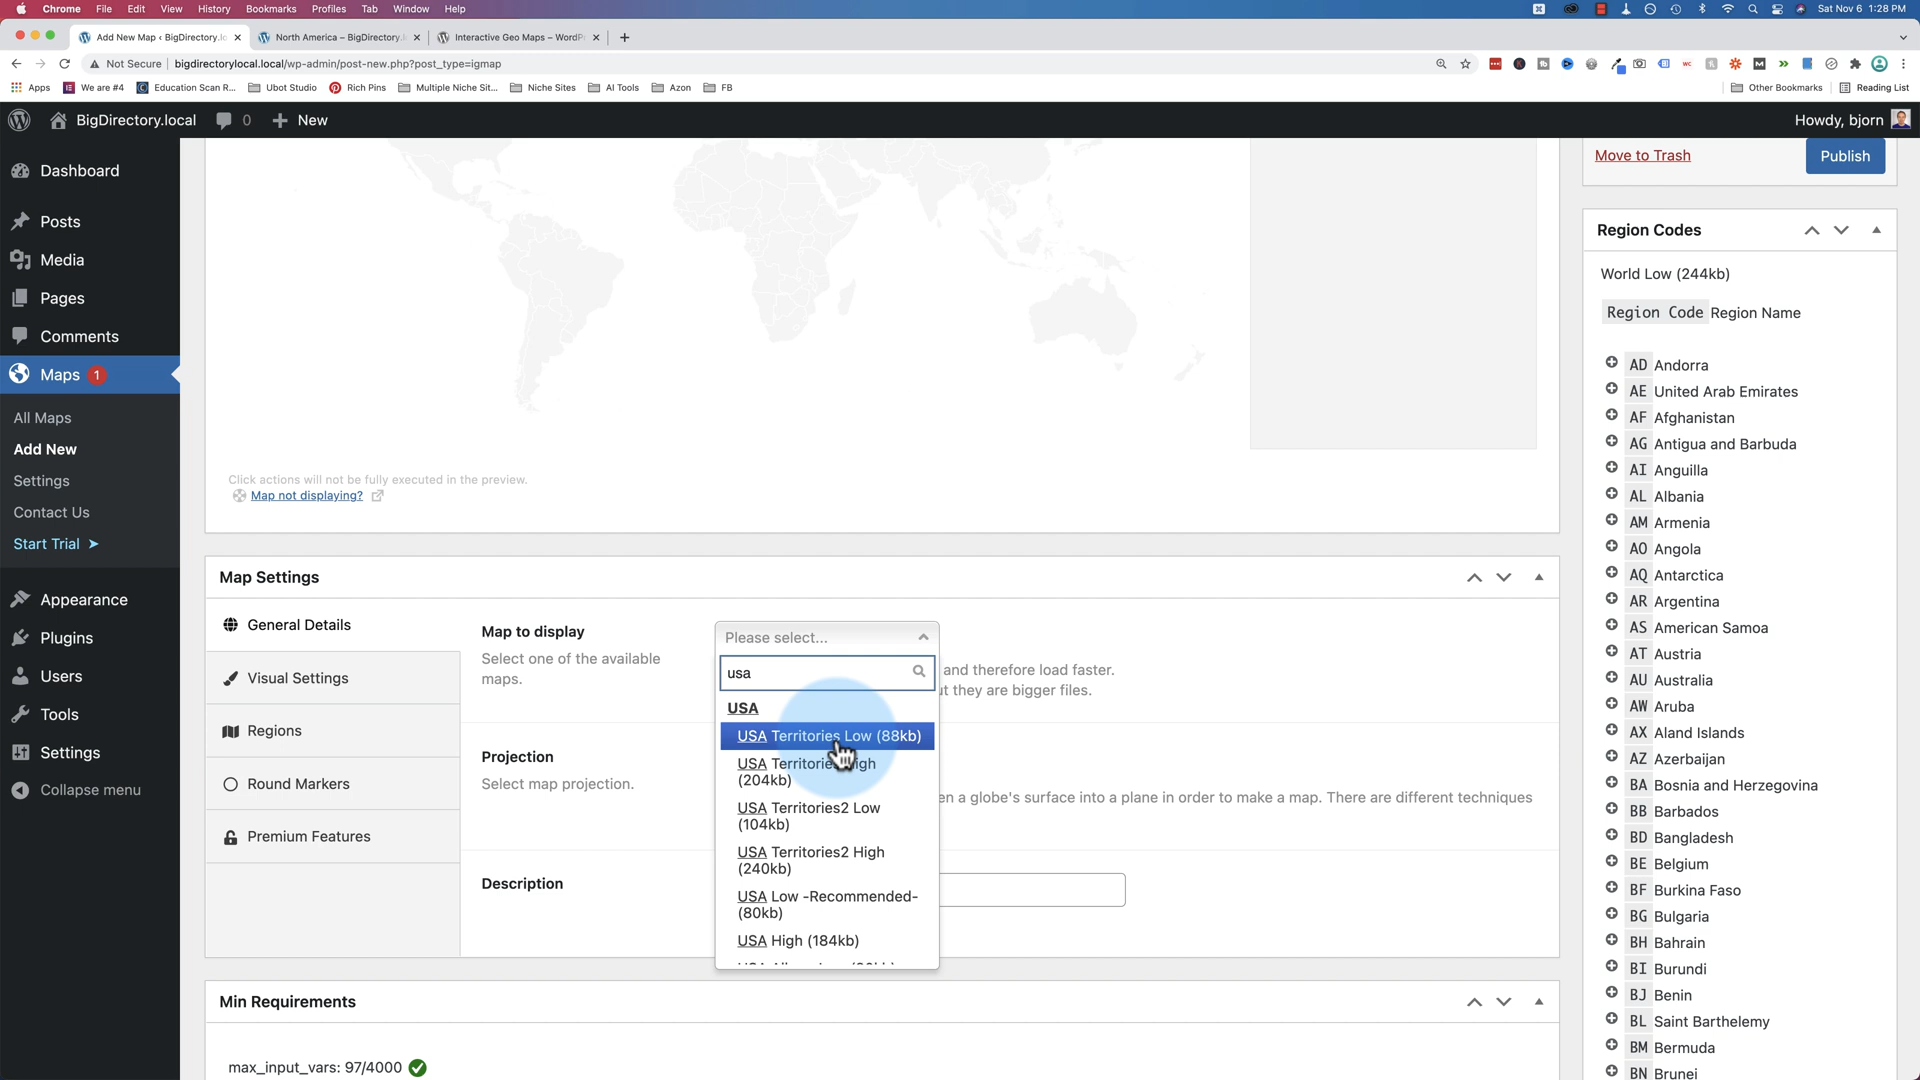 Chrome File Edit View History Bookmarks Profiles Tab Window Help Sat Nov 6 1:28 PM
Add New Map ‹ BigDirectory.lo North America – BigDirectory. Interactive Geo Maps – WordPr
Not Secure bigdirectorylocal.local/wp-admin/post-new.php?post_type=igmap
Apps We are #4 Education Scan R... Ubot Studio Rich Pins Multiple Niche Sit... Niche Sites AI Tools Azon FB Other Bookmarks Reading List
BigDirectory.local 0 New Howdy, bjorn
Dashboard
Posts
Media
Pages
Comments
Maps 1
All Maps
Add New
Settings
Contact Us
Start Trial ➤
Appearance
Plugins
Users
Tools
Settings
Collapse menu
Click actions will not be fully executed in the preview.
Map not displaying?
Map Settings
General Details
Visual Settings
Regions
Round Markers
Premium Features
Map to display
Select one of the available
maps.
Please select...
usa
and therefore load faster.
they are bigger files.
USA
USA Territories Low (88kb)
USA Territories High
(204kb)
USA Territories2 Low
(104kb)
USA Territories2 High
(240kb)
USA Low -Recommended-
(80kb)
USA High (184kb)
Projection
Select map projection.
a globe's surface into a plane in order to make a map. There are different techniques
Description
Min Requirements
max_input_vars: 97/4000
Move to Trash Publish
Region Codes
World Low (244kb)
Region Code Region Name
AD Andorra
AE United Arab Emirates
AF Afghanistan
AG Antigua and Barbuda
AI Anguilla
AL Albania
AM Armenia
AO Angola
AQ Antarctica
AR Argentina
AS American Samoa
AT Austria
AU Australia
AW Aruba
AX Aland Islands
AZ Azerbaijan
BA Bosnia and Herzegovina
BB Barbados
BD Bangladesh
BE Belgium
BF Burkina Faso
BG Bulgaria
BH Bahrain
BI Burundi
BJ Benin
BL Saint Barthelemy
BM Bermuda
BN Brunei